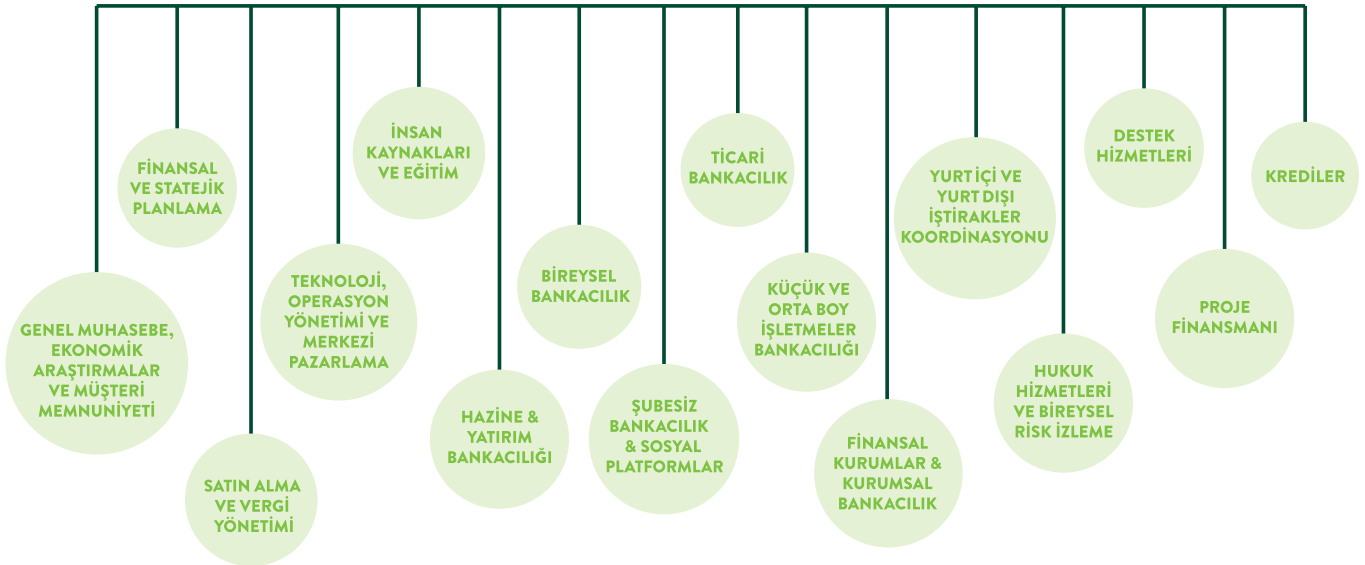 GENEL MUHASEBE,
EKONOMİK
ARAŞTIRMALAR
VE MÜŞTERİ
MEMNUNİYETİ
FİNANSAL
VE STATEJİK
PLANLAMA
SATIN ALMA
VE VERGİ
YÖNETİMİ
TEKNOLOJİ,
OPERASYON
YÖNETİMİ VE
MERKEZİ
PAZARLAMA
İNSAN
KAYNAKLARI
VE EĞİTİM
HAZİNE &
YATIRIM
BANKACILIĞI
BİREYSEL
BANKACILIK
ŞUBESİZ
BANKACILIK
& SOSYAL
PLATFORMLAR
TİCARİ
BANKACILIK
KÜÇÜK VE
ORTA BOY
İŞLETMELER
BANKACILIĞI
FİNANSAL
KURUMLAR &
KURUMSAL
BANKACILIK
YURT İÇİ VE
YURT DIŞI
İŞTİRAKLER
KOORDİNASYONU
HUKUK
HİZMETLERİ
VE BİREYSEL
RİSK İZLEME
DESTEK
HİZMETLERİ
PROJE
FİNANSMANI
KREDİLER